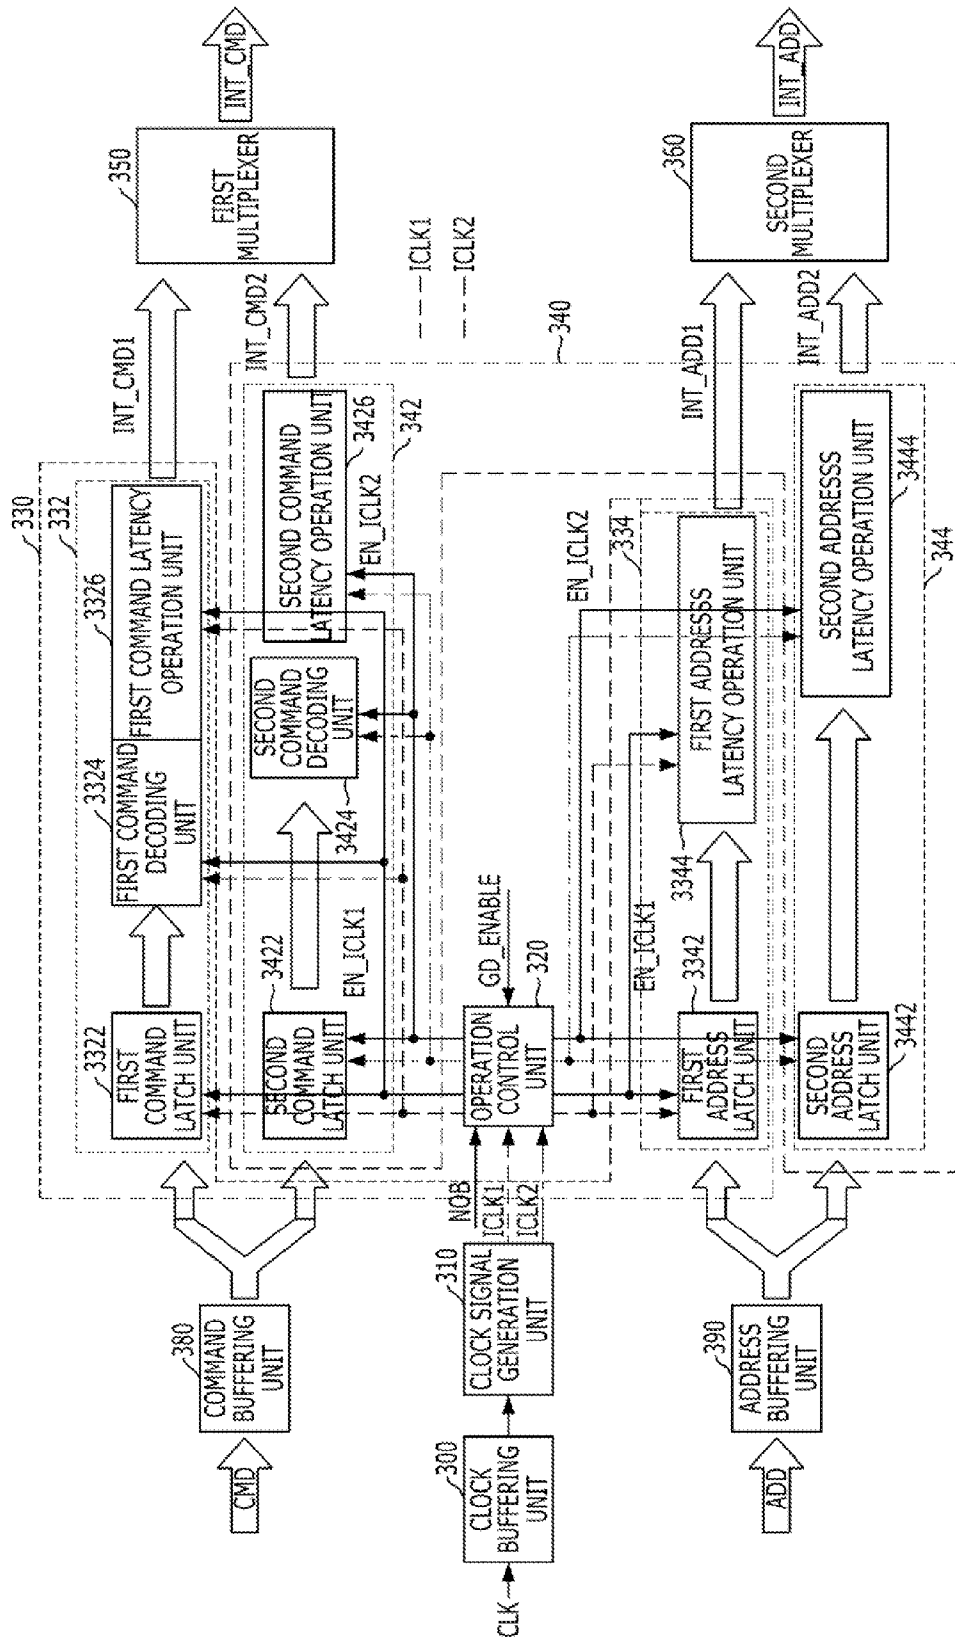 CMD
380
COMMAND
BUFFERING
UNIT
330
332
3322
FIRST
COMMAND
LATCH UNIT
3324
FIRST COMMAND
DECODING
UNIT
3326
FIRST COMMAND LATENCY
OPERATION UNIT
INT_CMD1
350
FIRST
MULTIPLEXER
INT_CMD
3422
SECOND
COMMAND
LATCH UNIT
3424
SECOND
COMMAND
DECODING
UNIT
SECOND COMMAND
LATENCY OPERATION UNIT
3426
342
INT_CMD2
EN_ICLK1
EN_ICLK2
ICLK1
ICLK2
340
CLK
300
CLOCK
BUFFERING
UNIT
310
CLOCK SIGNAL
GENERATION
UNIT
NOB
ICLK1
ICLK2
OPERATION
CONTROL
UNIT
320
GD_ENABLE
EN_ICLK1
EN_ICLK2
334
ADD
390
ADDRESS
BUFFERING
UNIT
FIRST
ADDRESS
LATCH UNIT
3342
3344
FIRST ADDRESSS
LATENCY OPERATION UNIT
INT_ADD1
SECOND
ADDRESS
LATCH UNIT
3442
SECOND ADDRESSS
LATENCY OPERATION UNIT
3444
344
INT_ADD2
360
SECOND
MULTIPLEXER
INT_ADD